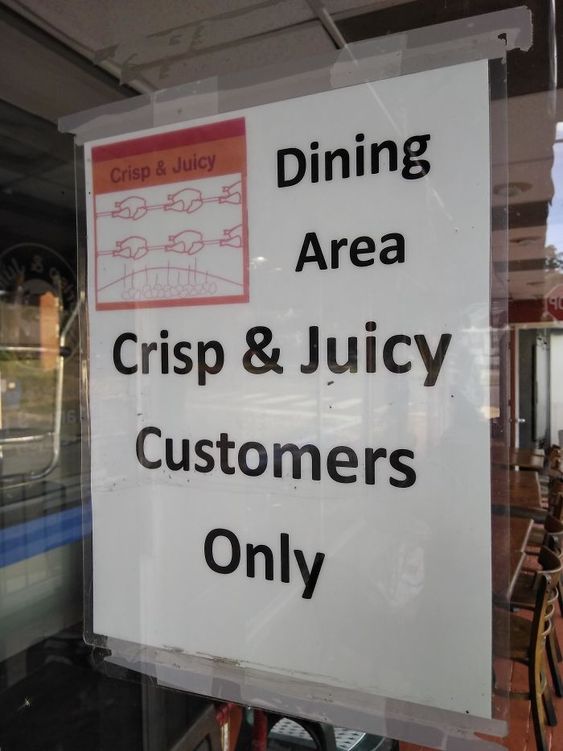 Crisp & Juicy
Dining
Area
Crisp & Juicy
Customers
Only